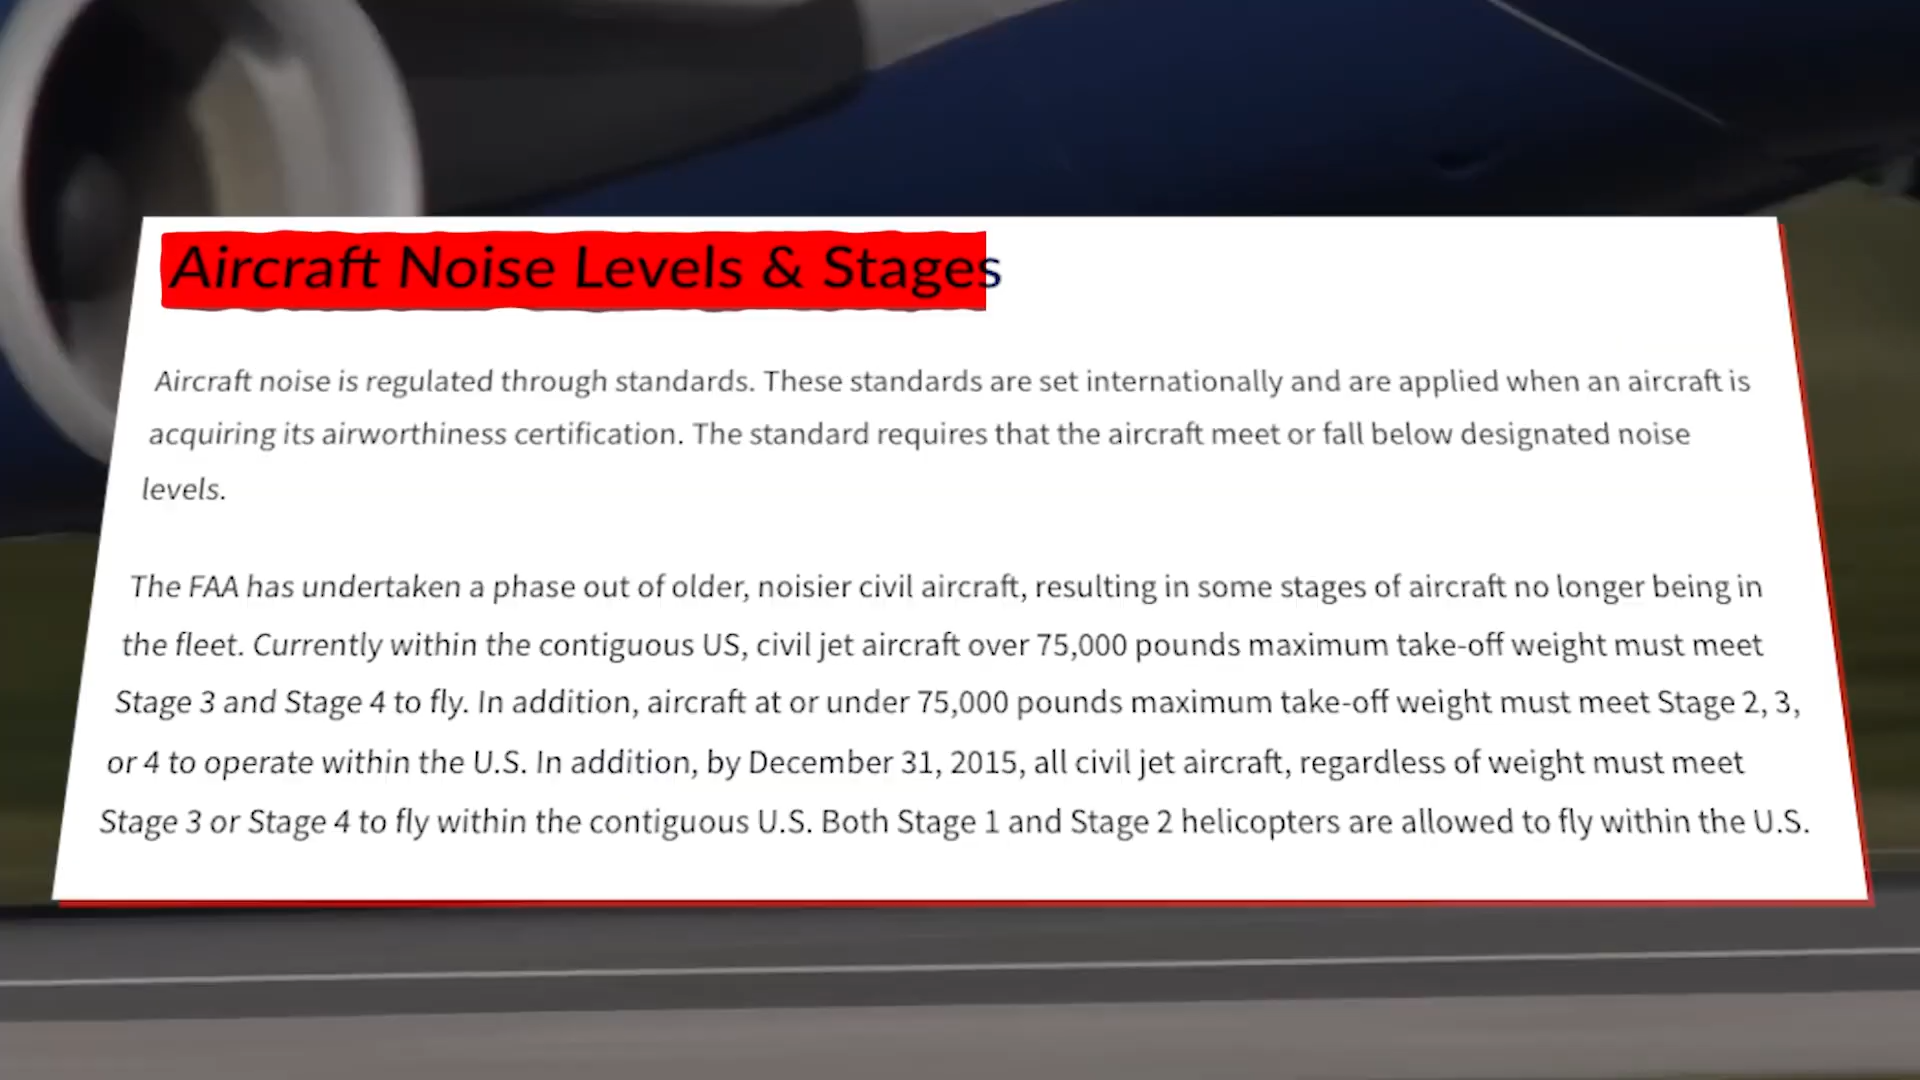 Aircraft Noise Levels & Stages
Aircraft noise is regulated through standards. These standards are set internationally and are applied when an aircraft is
acquiring its airworthiness certification. The standard requires that the aircraft meet or fall below designated noise
levels.
The FAA has undertaken a phase out of older, noisier civil aircraft, resulting in some stages of aircraft no longer being in
the fleet. Currently within the contiguous US, civil jet aircraft over 75,000 pounds maximum take-off weight must meet
Stage 3 and Stage 4 to fly. In addition, aircraft at or under 75,000 pounds maximum take-off weight must meet Stage 2, 3,
or 4 to operate within the U.S. In addition, by December 31, 2015, all civil jet aircraft, regardless of weight must meet
Stage 3 or Stage 4 to fly within the contiguous U.S. Both Stage 1 and Stage 2 helicopters are allowed to fly within the U.S.